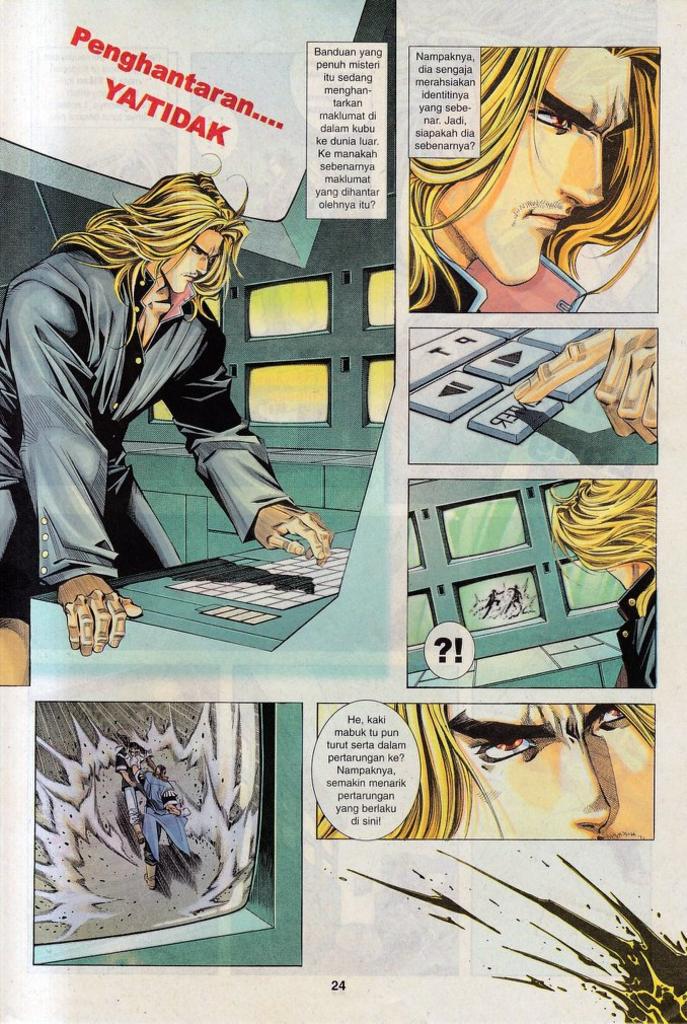 Penghantaran....
YA/TIDAK
Banduan yang
penuh misteri
itu sedang
menghan-
tarkan
maklumat di
dalam kubu
ke dunia luar.
Ke manakah
sebenarnya
maklumat
yang dihantar
olehnya itu?
Nampaknya,
dia sengaja
merahsiakan
identitinya
yang sebe-
nar. Jadi,
siapakah dia
sebenarnya?
?!
He, kaki
mabuk tu pun
turut serta dalam
pertarungan ke?
Nampaknya,
semakin menarik
pertarungan
yang berlaku
di sini!
24